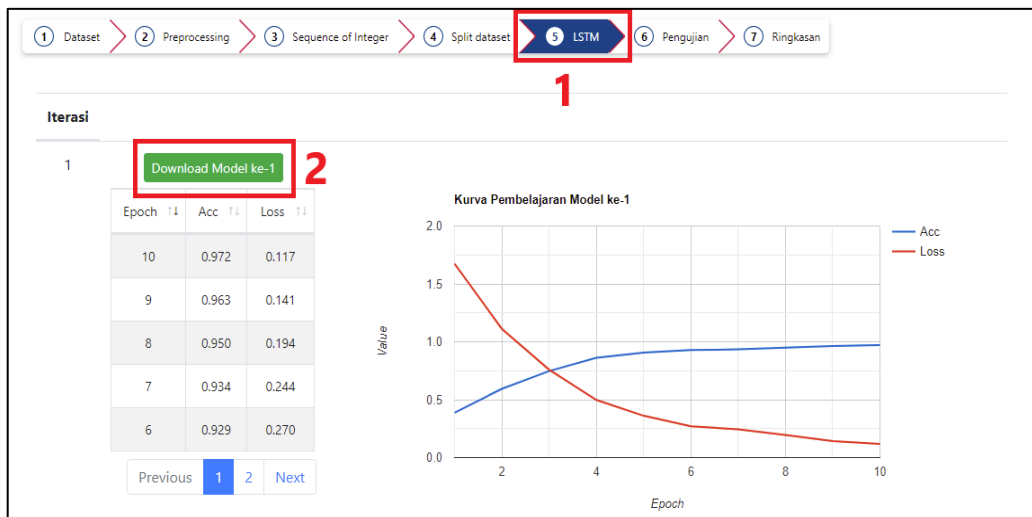 1 Dataset 2 Preprocessing 3 Sequence of Integer 4 Split dataset 5 LSTM 6 Pengujian 7 Ringkasan
1
Iterasi
1
Download Model ke-1
2
Epoch Acc Loss
10 0.972 0.117
9 0.963 0.141
8 0.950 0.194
7 0.934 0.244
6 0.929 0.270
Previous 1 2 Next
Kurva Pembelajaran Model ke-1
2.0
1.5
1.0
0.5
0.0
Value
2 4 6 8 10
Epoch
Acc
Loss